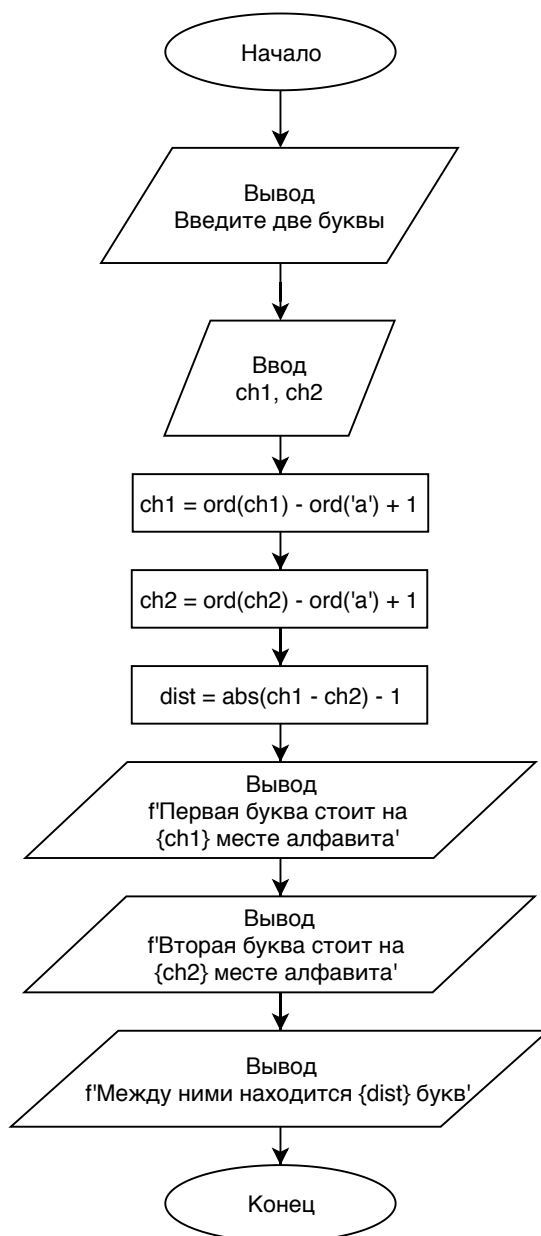 Начало
Вывод
Введите две буквы
Ввод
ch1, ch2
ch1 = ord(ch1) - ord('a') + 1
ch2 = ord(ch2) - ord('a') + 1
dist = abs(ch1 - ch2) - 1
Вывод
f'Первая буква стоит на
{ch1} месте алфавита'
Вывод
f'Вторая буква стоит на
{ch2} месте алфавита'
Вывод
f'Между ними находится {dist} букв'
Конец